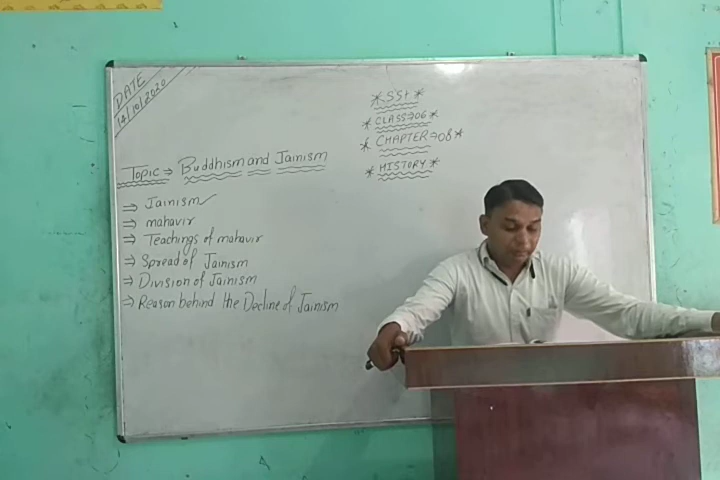 DATE
14/10/2020
*SSt*
*CLASS→06*
*CHAPTER→08*
*HISTORY*
Topic ⇒ Buddhism and Jainism
⇒ Jainism ✓
⇒ mahavir
⇒ Teachings of mahavir
⇒ Spread of Jainism
⇒ Division of Jainism
⇒ Reason behind the Decline of Jainism